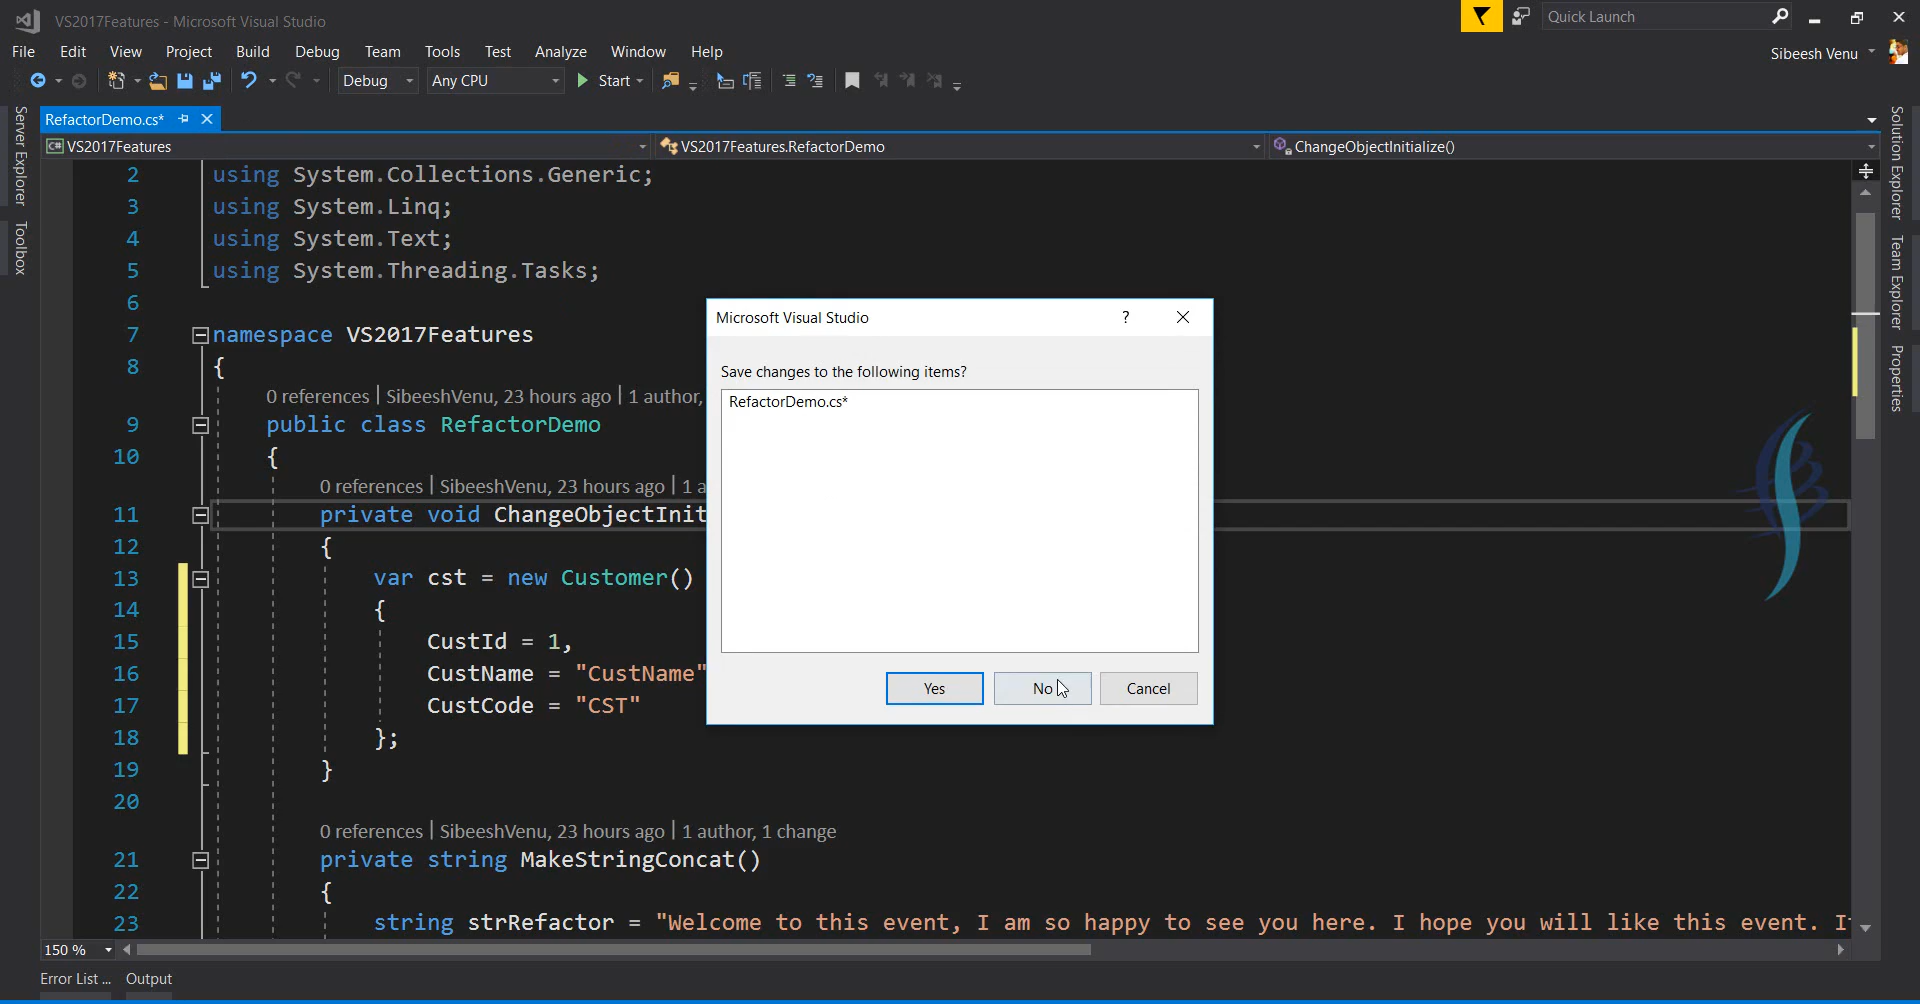 VS2017Features - Microsoft Visual Studio
Quick Launch
File Edit View Project Build Debug Team Tools Test Analyze Window Help
Sibeesh Venu
Debug Any CPU Start
RefactorDemo.cs*
VS2017Features VS2017Features.RefactorDemo ChangeObjectInitialize()
Server Explorer
Toolbox
Solution Explorer
Team Explorer
Properties
2 using System.Collections.Generic;
3 using System.Linq;
4 using System.Text;
5 using System.Threading.Tasks;
6
7 namespace VS2017Features
8 {
0 references | SibeeshVenu, 23 hours ago | 1 author,
9 public class RefactorDemo
10 {
0 references | SibeeshVenu, 23 hours ago | 1 a
11 private void ChangeObjectInit
12 {
13 var cst = new Customer()
14 {
15 CustId = 1,
16 CustName = "CustName"
17 CustCode = "CST"
18 };
19 }
20
0 references | SibeeshVenu, 23 hours ago | 1 author, 1 change
21 private string MakeStringConcat()
22 {
23 string strRefactor = "Welcome to this event, I am so happy to see you here. I hope you will like this event. I
Microsoft Visual Studio ?
Save changes to the following items?
RefactorDemo.cs*
Yes No Cancel
150 %
Error List ... Output